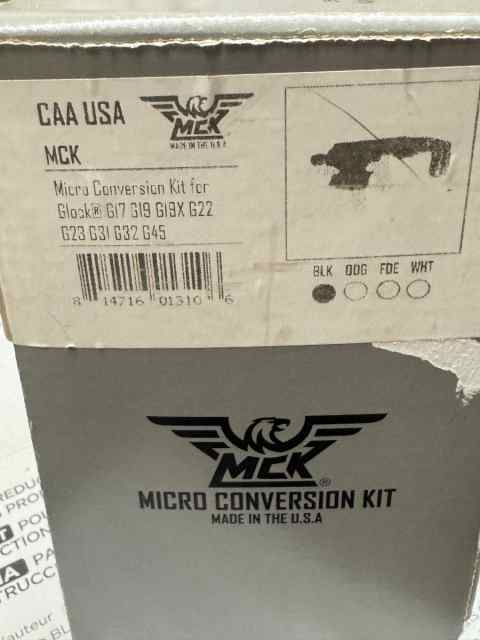 CAA USA
MCK
MADE IN THE U.S.A
MCK
Micro Conversion Kit for
Glock® G17 G19 G19X G22
G23 G31 G32 G45
8 14716 01310 6
BLK ODG FDE WHT
MCK®
MICRO CONVERSION KIT
MADE IN THE U.S.A